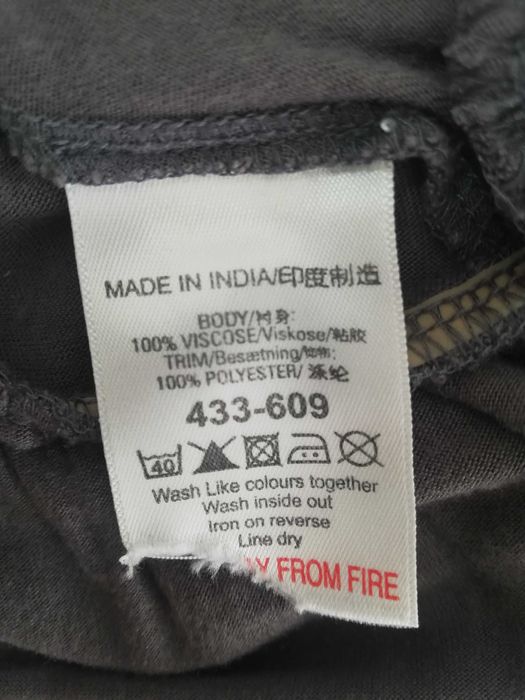 MADE IN INDIA/印度制造
BODY/衬身:
100% VISCOSE/Viskose/粘胶
TRIM/Besætning/饰物:
100% POLYESTER/ 涤纶
433-609
40
Wash Like colours together
Wash inside out
Iron on reverse
Line dry
FROM FIRE